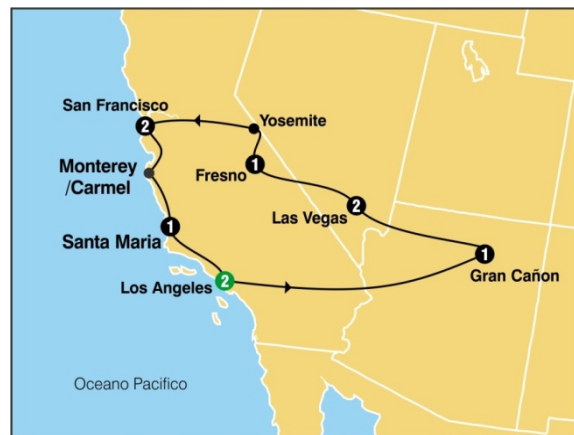 San Francisco
2
Yosemite
Monterey
/Carmel
1
Fresno
2
Las Vegas
1
Santa Maria
1
Gran Cañon
2
Los Angeles
Oceano Pacifico